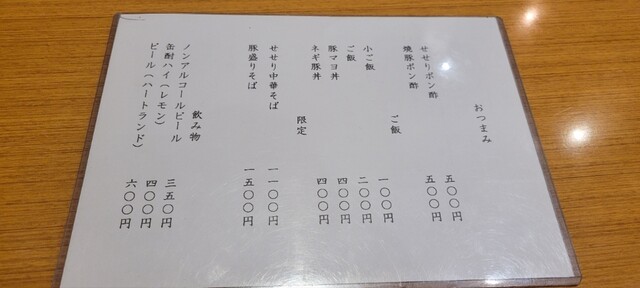 おつまみ
せせりポン酢 五〇〇円
焼豚ポン酢 五〇〇円
ご飯
小ご飯 一〇〇円
ご飯 二〇〇円
豚マヨ丼 四〇〇円
ネギ豚丼 四〇〇円
限定
せせり中華そば 一一〇〇円
豚盛りそば 一五〇〇円
飲み物
ノンアルコールビール 三五〇円
缶酎ハイ(レモン) 四〇〇円
ビール(ハートランド) 六〇〇円